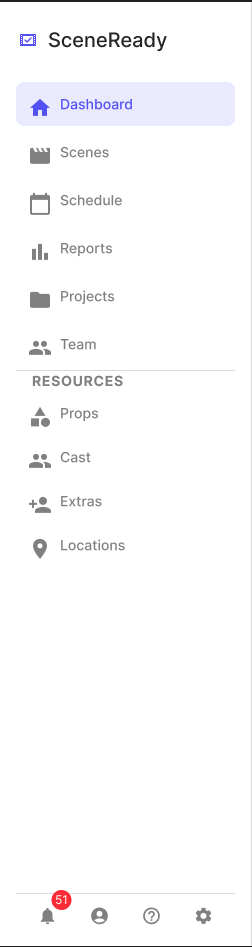 SceneReady
Dashboard
Scenes
Schedule
Reports
Projects
Team
RESOURCES
Props
Cast
Extras
Locations
51